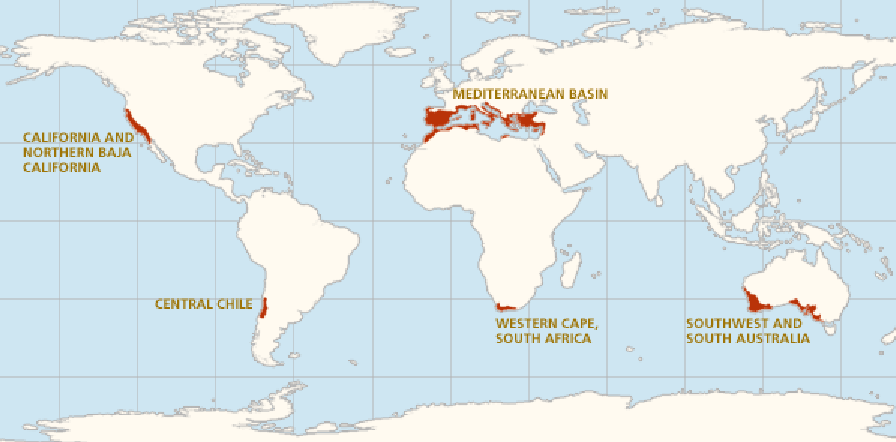 MEDITERRANEAN BASIN
CALIFORNIA AND
NORTHERN BAJA
CALIFORNIA
CENTRAL CHILE
WESTERN CAPE,
SOUTH AFRICA
SOUTHWEST AND
SOUTH AUSTRALIA